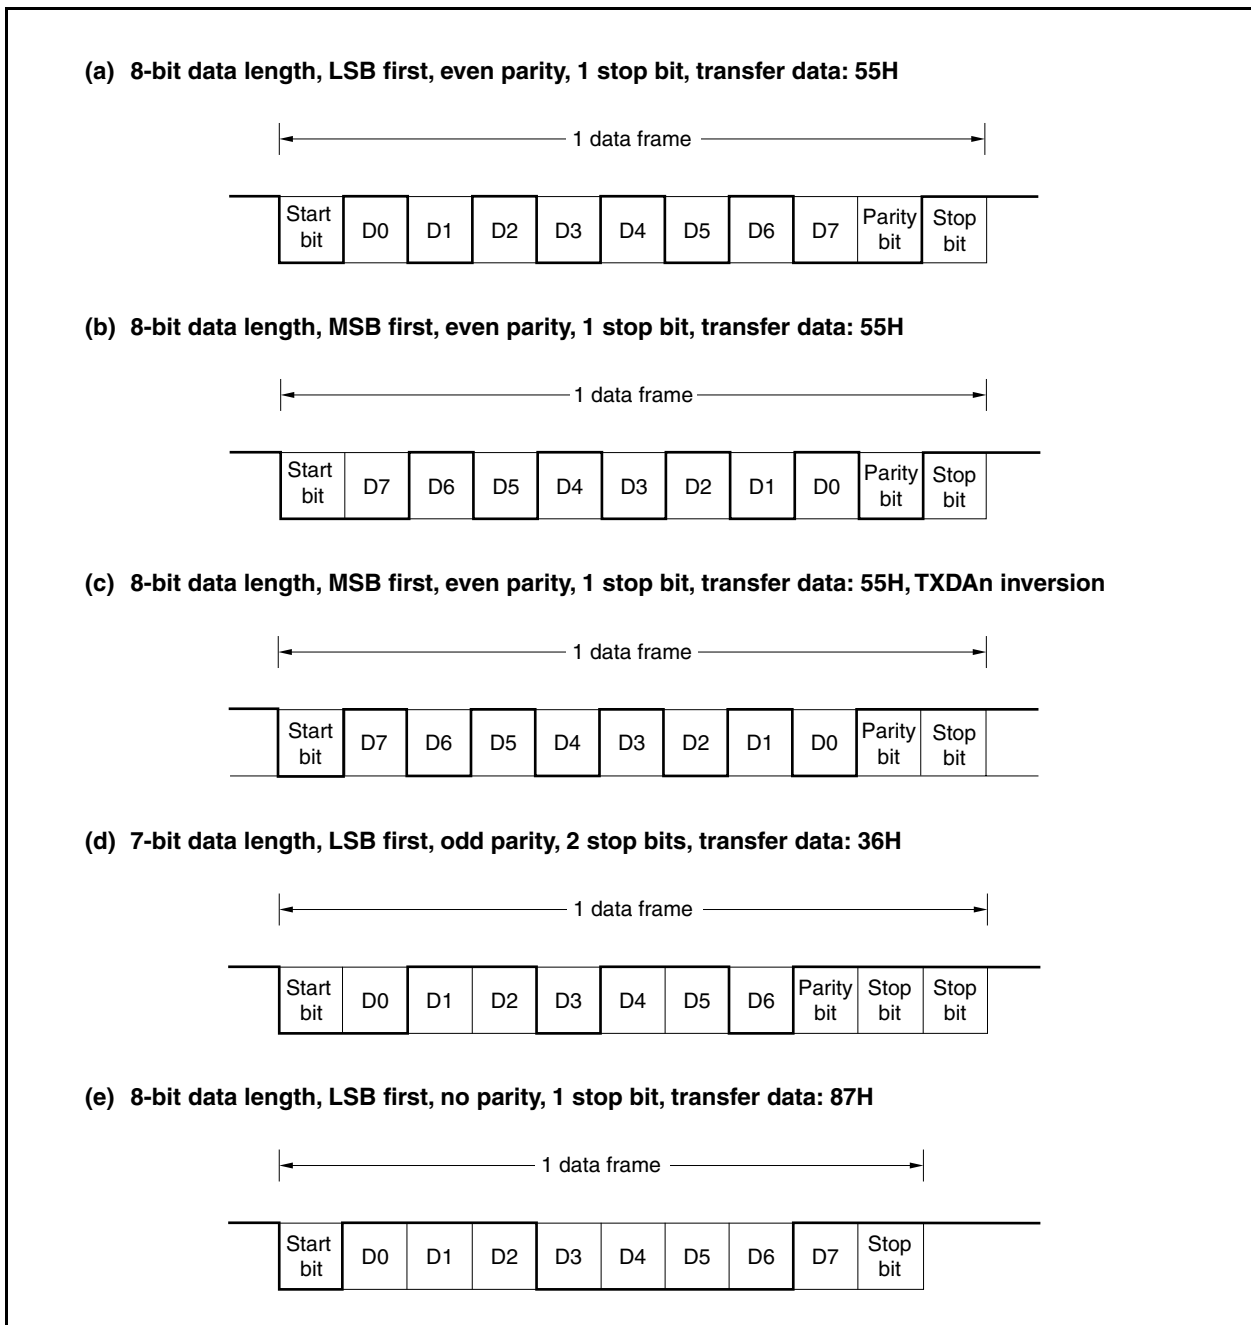 (a) 8-bit data length, LSB first, even parity, 1 stop bit, transfer data: 55H
1 data frame
Start bit D0 D1 D2 D3 D4 D5 D6 D7 Parity bit Stop bit
(b) 8-bit data length, MSB first, even parity, 1 stop bit, transfer data: 55H
1 data frame
Start bit D7 D6 D5 D4 D3 D2 D1 D0 Parity bit Stop bit
(c) 8-bit data length, MSB first, even parity, 1 stop bit, transfer data: 55H, TXDAn inversion
1 data frame
Start bit D7 D6 D5 D4 D3 D2 D1 D0 Parity bit Stop bit
(d) 7-bit data length, LSB first, odd parity, 2 stop bits, transfer data: 36H
1 data frame
Start bit D0 D1 D2 D3 D4 D5 D6 Parity bit Stop bit Stop bit
(e) 8-bit data length, LSB first, no parity, 1 stop bit, transfer data: 87H
1 data frame
Start bit D0 D1 D2 D3 D4 D5 D6 D7 Stop bit